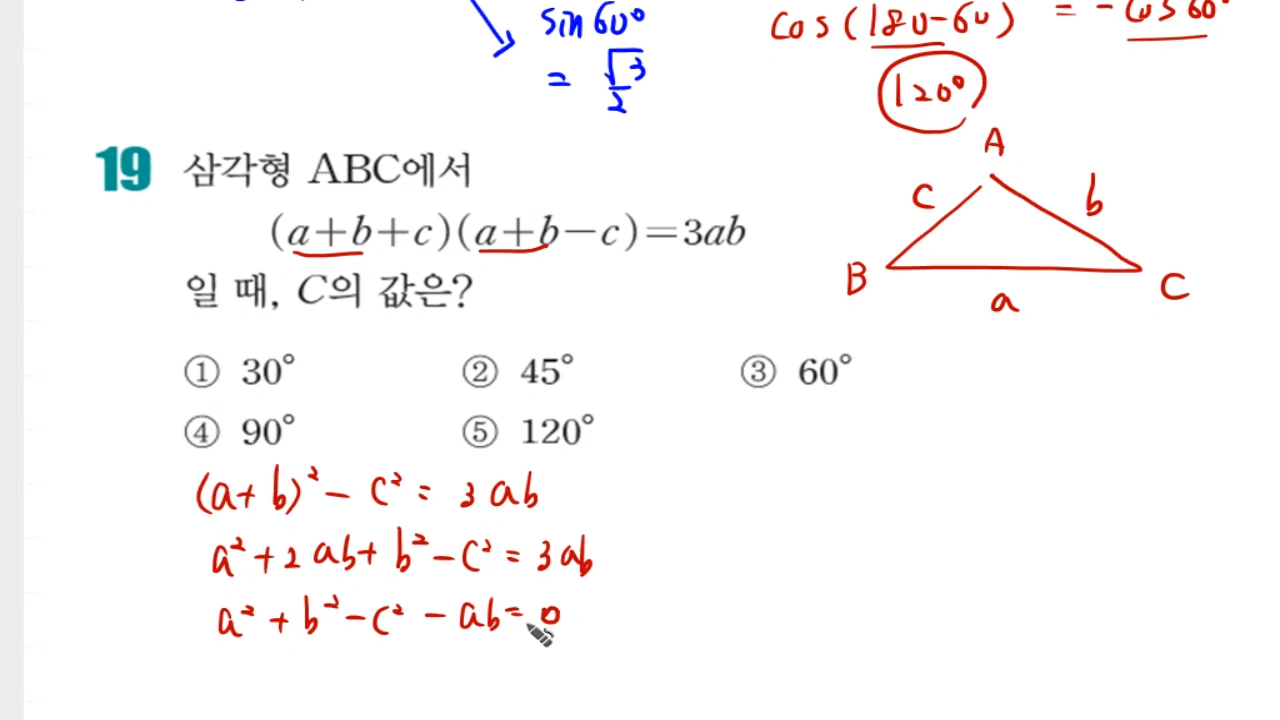 sin 60°
= √3/2
cos(180-60) = -cos60°
120°
19 삼각형 ABC에서
(a+b+c)(a+b-c)=3ab
일 때, C의 값은?
① 30° ② 45° ③ 60°
④ 90° ⑤ 120°
A
c b
B C
a
(a+b)² - c² = 3ab
a² + 2ab + b² - c² = 3ab
a² + b² - c² - ab = 0